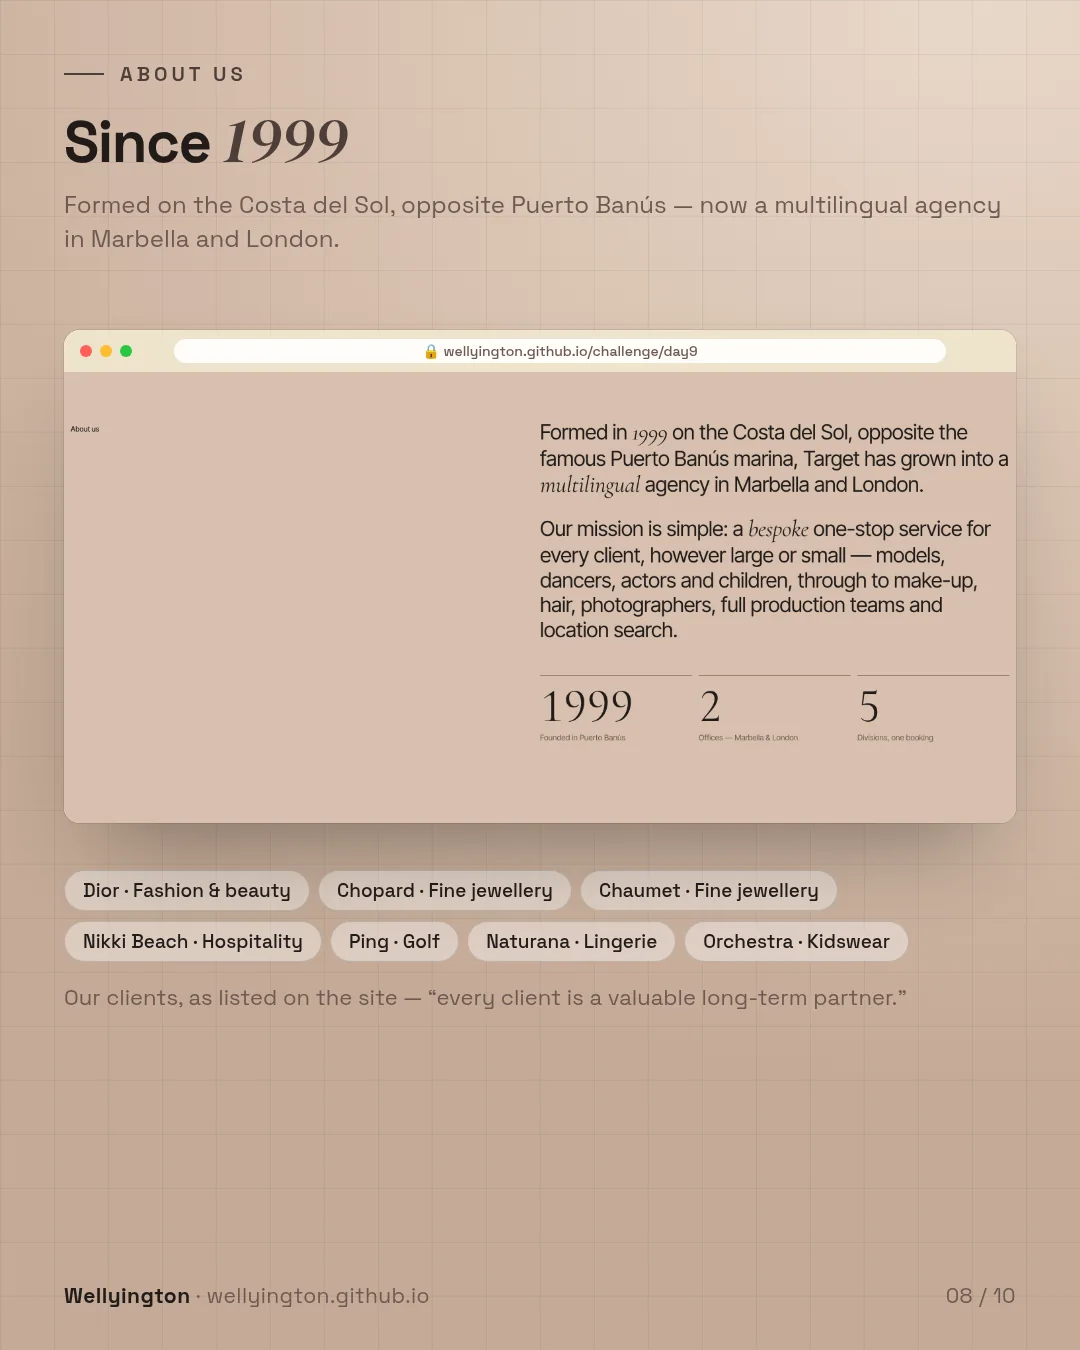 ABOUT US
Since 1999
Formed on the Costa del Sol, opposite Puerto Banús — now a multilingual agency
in Marbella and London.
🔒 wellyington.github.io/challenge/day9
About us
Formed in 1999 on the Costa del Sol, opposite the
famous Puerto Banús marina, Target has grown into a
multilingual agency in Marbella and London.
Our mission is simple: a bespoke one-stop service for
every client, however large or small — models,
dancers, actors and children, through to make-up,
hair, photographers, full production teams and
location search.
1999 2 5
Founded in Puerto Banús Offices — Marbella & London Divisions, one booking
Dior · Fashion & beauty Chopard · Fine jewellery Chaumet · Fine jewellery
Nikki Beach · Hospitality Ping · Golf Naturana · Lingerie Orchestra · Kidswear
Our clients, as listed on the site — “every client is a valuable long-term partner.”
Wellyington · wellyington.github.io 08 / 10